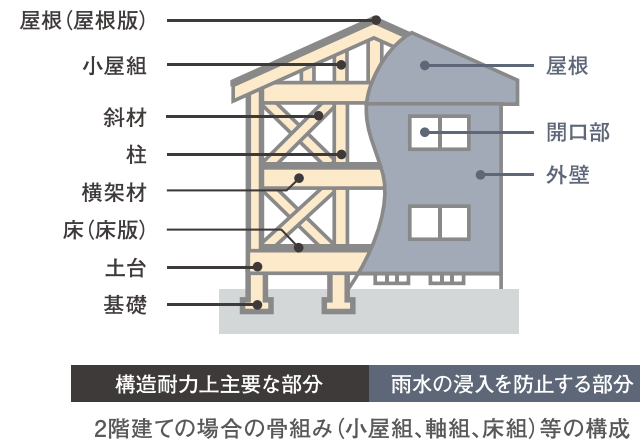 屋根(屋根版)
小屋組
斜材
柱
横架材
床(床版)
土台
基礎
屋根
開口部
外壁
構造耐力上主要な部分
雨水の浸入を防止する部分
2階建ての場合の骨組み(小屋組、軸組、床組)等の構成